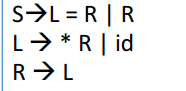 S→L = R | R
L→ * R | id
R→L